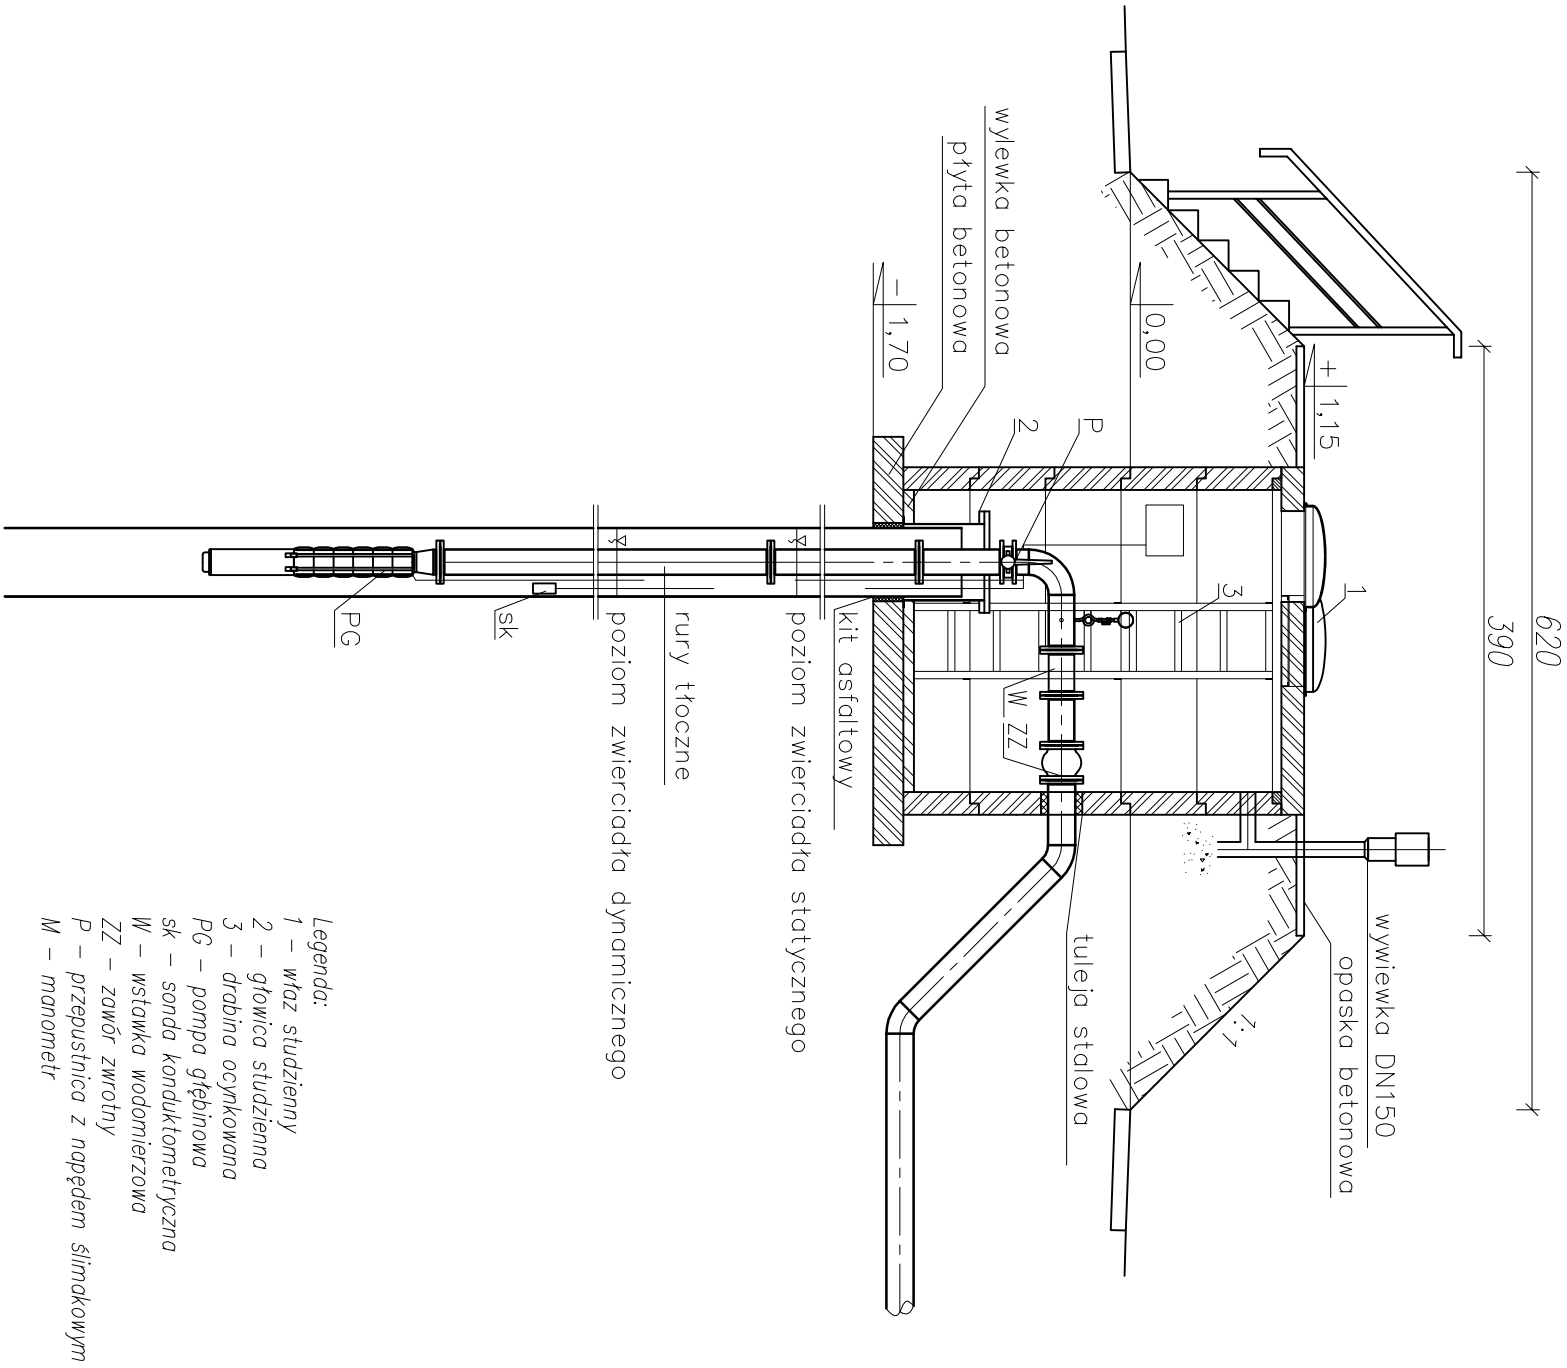 620
390
wywiewka DN150
opaska betonowa
1:1
+ 1,15
0,00
- 1,70
wylewka betonowa
płyta betonowa
P
2
1
3
W ZZ
tuleja stalowa
kit asfaltowy
poziom zwierciadła statycznego
rury tłoczne
poziom zwierciadła dynamicznego
sk
PG
Legenda:
1 - właz studzienny
2 - głowica studzienna
3 - drabina ocynkowana
PG - pompa głębinowa
sk - sonda konduktometryczna
W - wstawka wodomierzowa
ZZ - zawór zwrotny
P - przepustnica z napędem ślimakowym
M - manometr